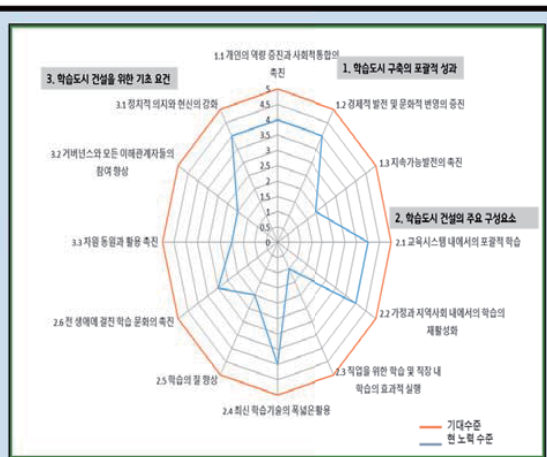 1.1 개인의 역량 증진과 사회적통합의
촉진
1. 학습도시 구축의 포괄적 성과
3. 학습도시 건설을 위한 기초 요건
3.1 정치적 의지와 헌신의 강화
1.2 경제적 발전 및 문화적 번영의 증진
3.2 거버넌스와 모든 이해관계자들의
참여 향상
1.3 지속가능발전의 촉진
2. 학습도시 건설의 주요 구성요소
3.3 자원 동원과 활용 촉진
2.1 교육시스템 내에서의 포괄적 학습
2.6 전 생애에 걸친 학습 문화의 촉진
2.2 가정과 지역사회 내에서의 학습의
재활성화
2.5 학습의 질 향상
2.3 직업을 위한 학습 및 직장 내
학습의 효과적 실행
2.4 최신 학습기술의 폭넓은활용
5
4.5
4
3.5
3
2.5
2
1.5
1
0.5
0
기대수준
현 노력 수준